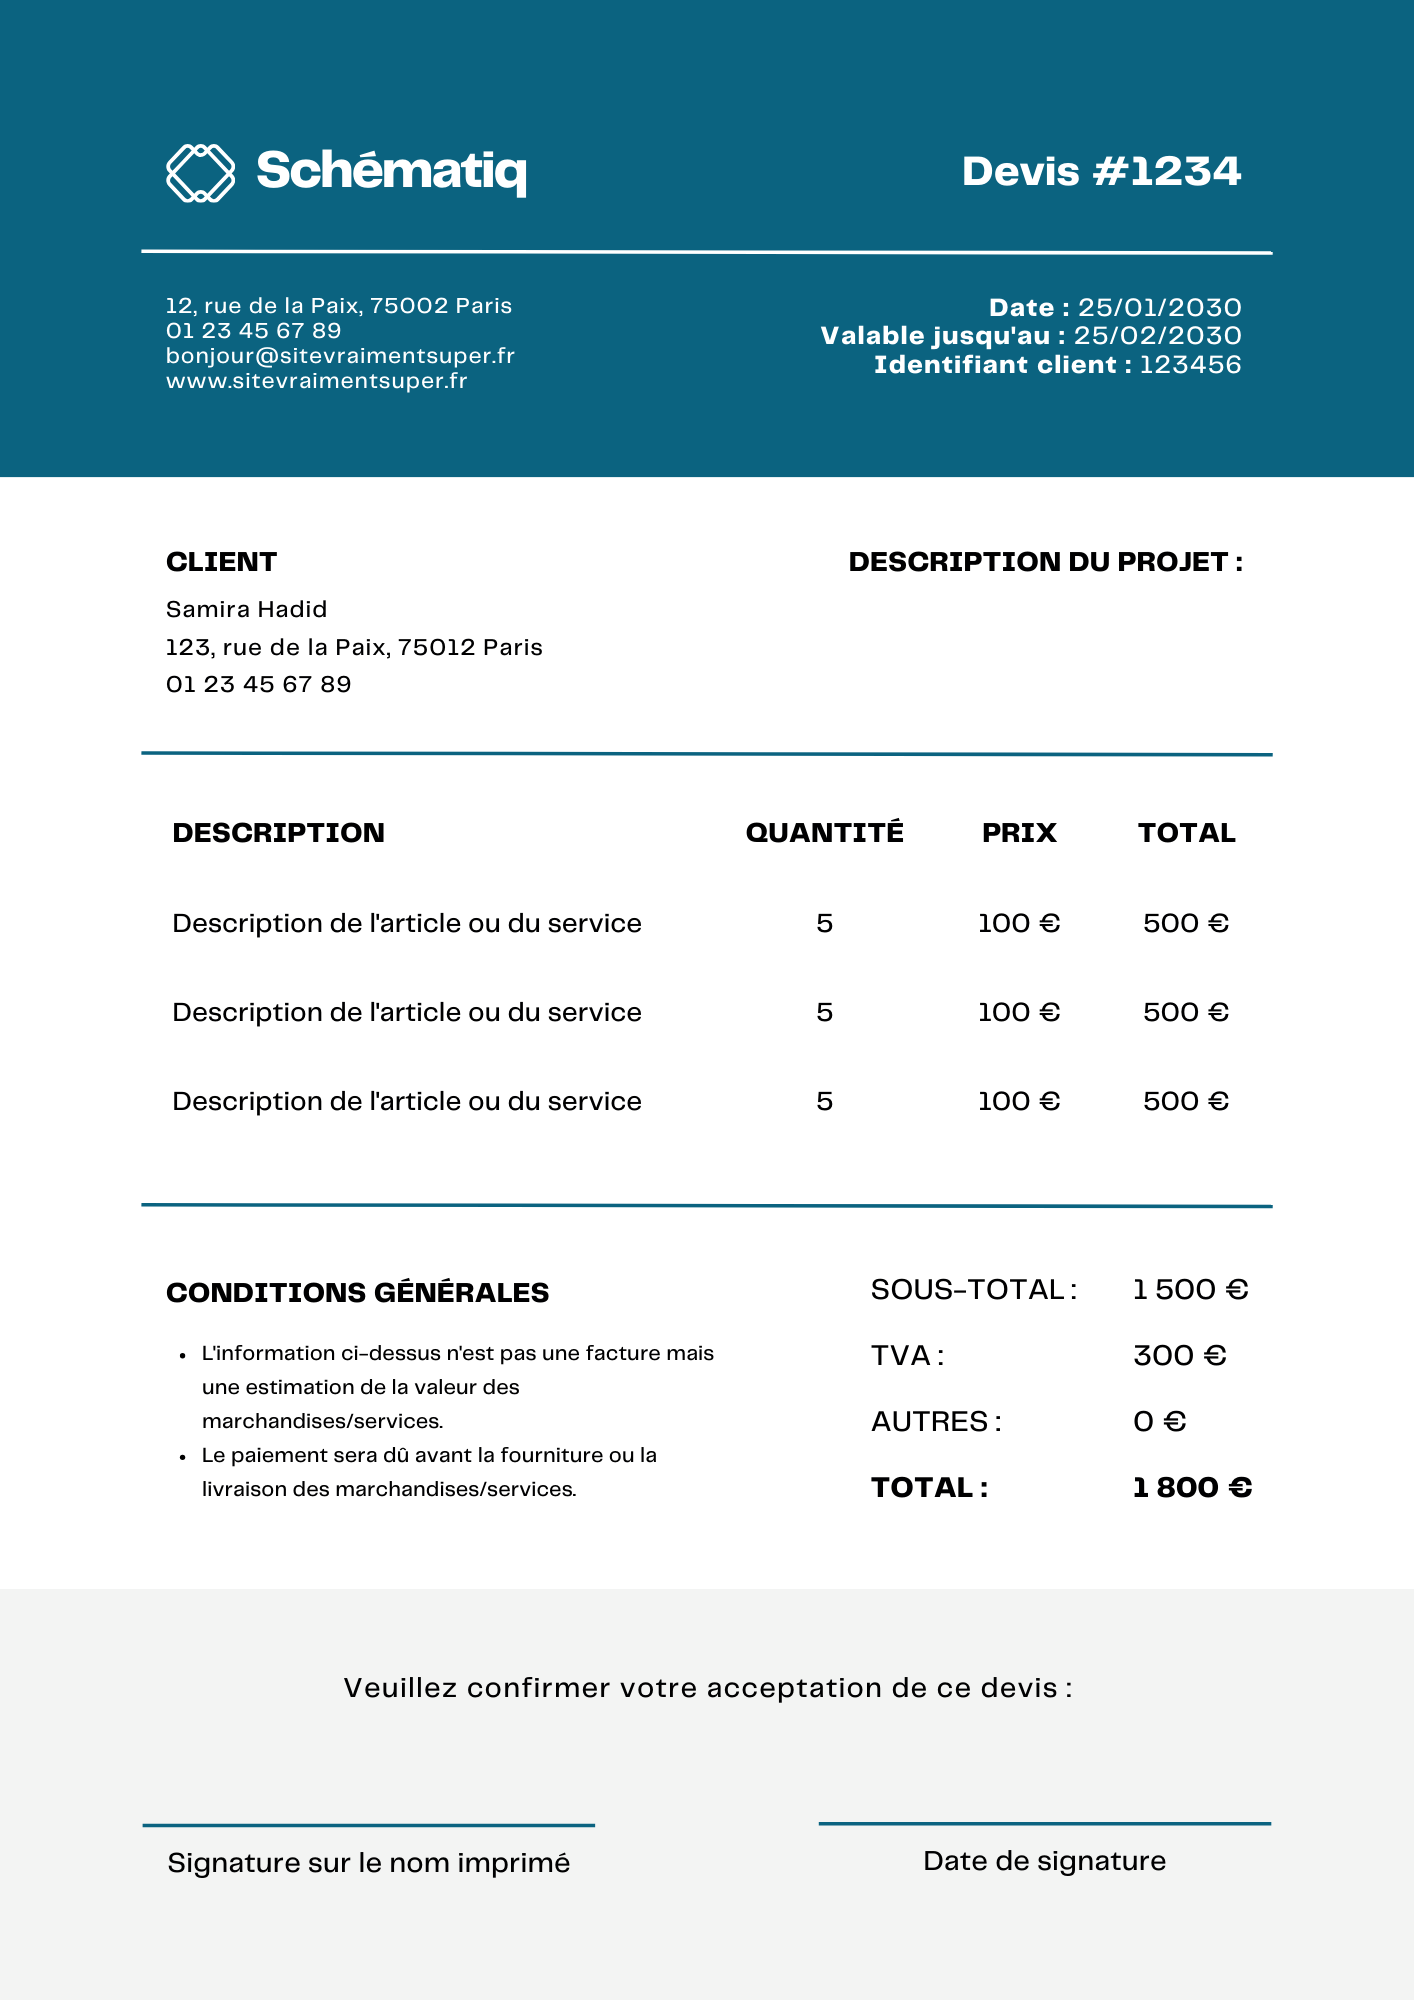 Schématiq
Devis #1234
12, rue de la Paix, 75002 Paris
01 23 45 67 89
bonjour@sitevraimentsuper.fr
www.sitevraimentsuper.fr
Date : 25/01/2030
Valable jusqu'au : 25/02/2030
Identifiant client : 123456
CLIENT
Samira Hadid
123, rue de la Paix, 75012 Paris
01 23 45 67 89
DESCRIPTION DU PROJET :
DESCRIPTION QUANTITÉ PRIX TOTAL
Description de l'article ou du service 5 100 € 500 €
Description de l'article ou du service 5 100 € 500 €
Description de l'article ou du service 5 100 € 500 €
CONDITIONS GÉNÉRALES
• L'information ci-dessus n'est pas une facture mais
une estimation de la valeur des
marchandises/services.
• Le paiement sera dû avant la fourniture ou la
livraison des marchandises/services.
SOUS-TOTAL : 1 500 €
TVA : 300 €
AUTRES : 0 €
TOTAL : 1 800 €
Veuillez confirmer votre acceptation de ce devis :
Signature sur le nom imprimé
Date de signature